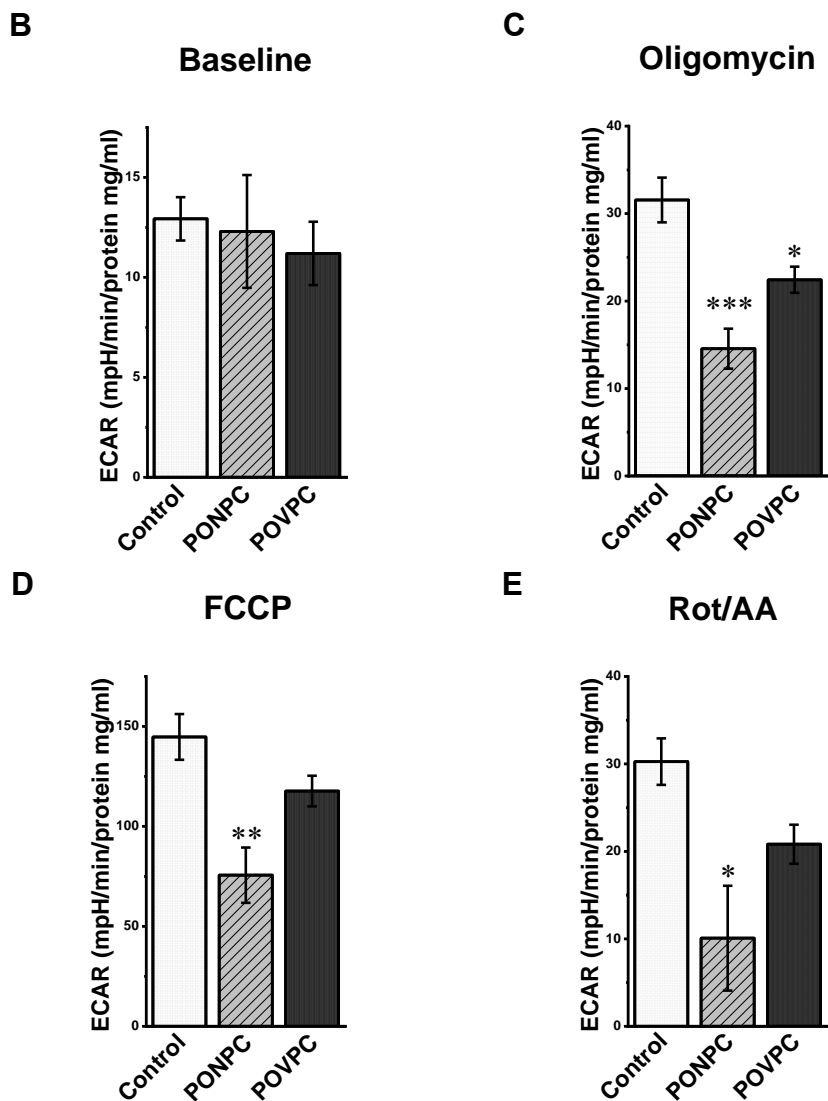 B
Baseline
ECAR (mpH/min/protein mg/ml)
15
10
5
0
Control
PONPC
POVPC
C
Oligomycin
ECAR (mpH/min/protein mg/ml)
40
30
20
10
0
***
*
Control
PONPC
POVPC
D
FCCP
ECAR (mpH/min/protein mg/ml)
150
100
50
0
**
Control
PONPC
POVPC
E
Rot/AA
ECAR (mpH/min/protein mg/ml)
40
30
20
10
0
*
Control
PONPC
POVPC